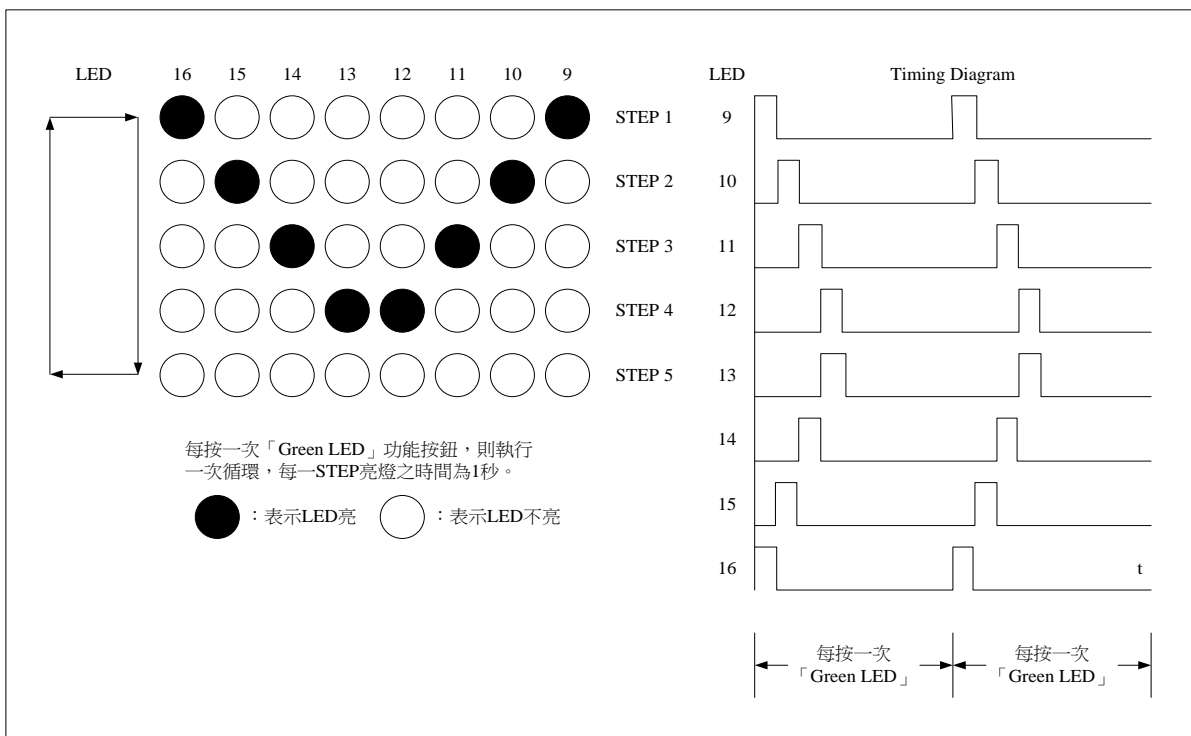 LED 16 15 14 13 12 11 10 9
STEP 1
STEP 2
STEP 3
STEP 4
STEP 5
每按一次「Green LED」功能按鈕，則執行
一次循環，每一STEP亮燈之時間為1秒。
：表示LED亮
：表示LED不亮
LED Timing Diagram
9
10
11
12
13
14
15
16
t
每按一次
「Green LED」
每按一次
「Green LED」